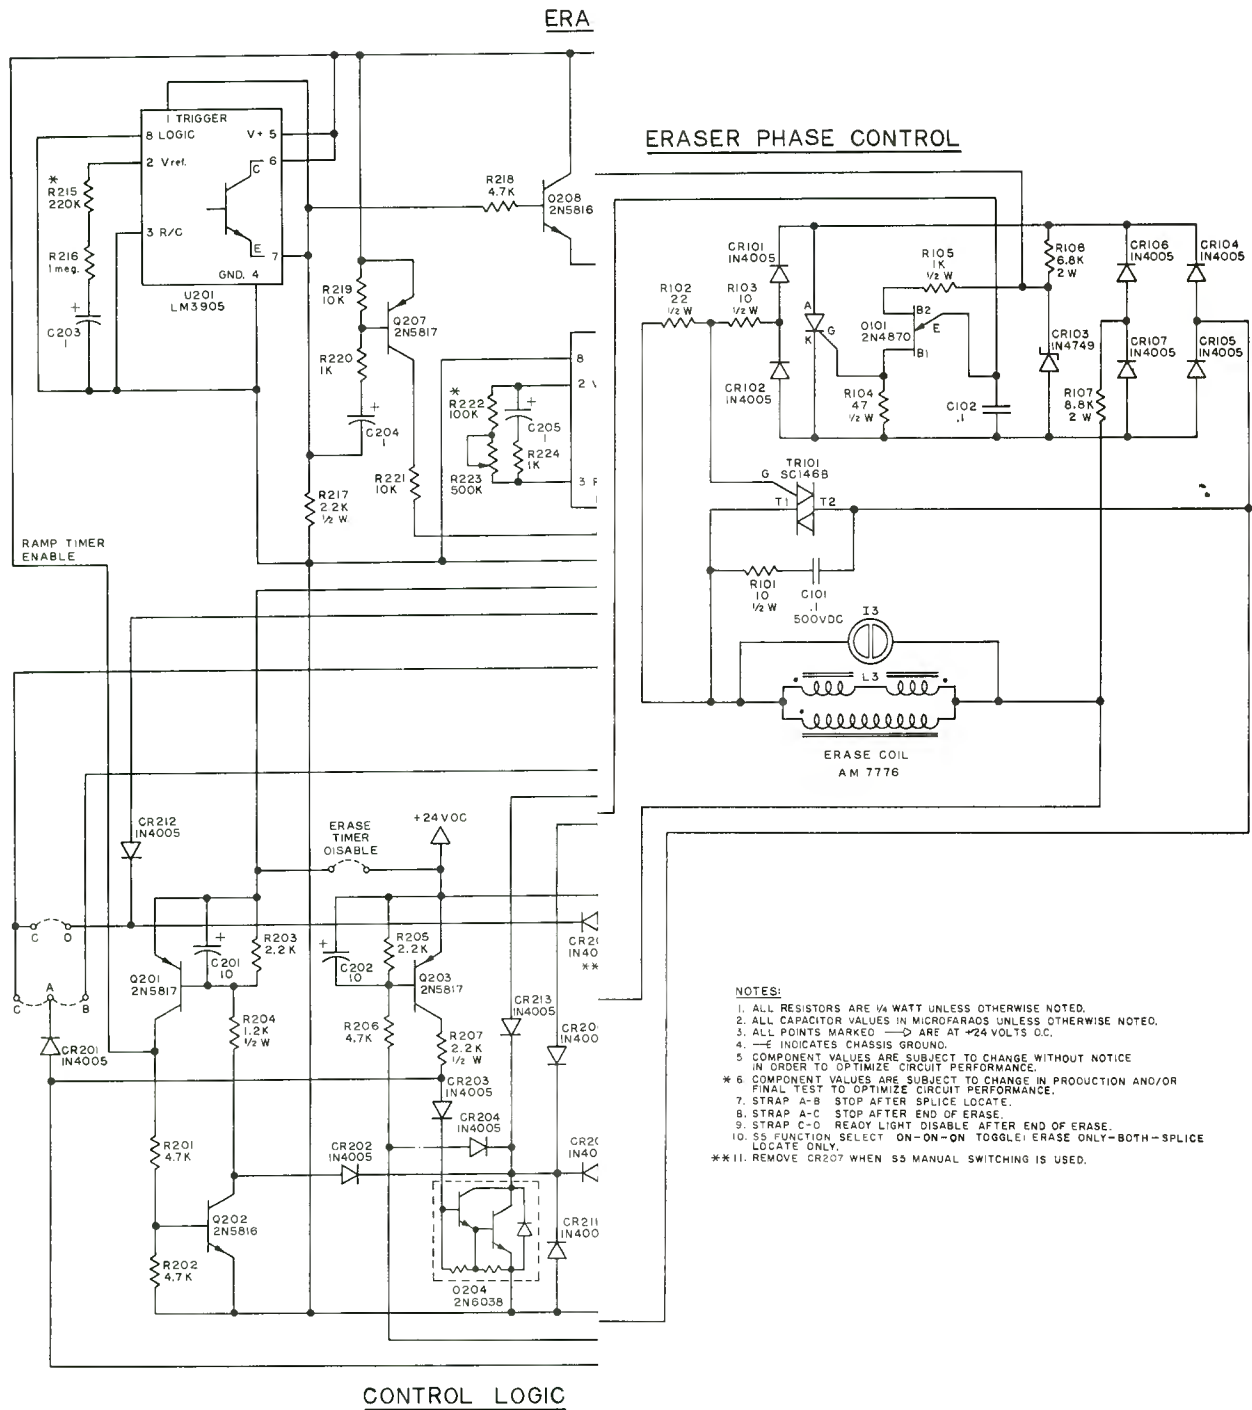 ERA
ERASER PHASE CONTROL
1 TRIGGER
8 LOGIC
V+ 5
2 Vref.
C
6
3 R/C
E
7
GND. 4
U201
LM3905
*
R215
220K
R216
1 meg.
+
C203
1
R218
4.7K
Q208
2N5816
R219
10K
Q207
2N5817
R220
1K
+
C204
1
R217
2.2K
1/2 W
R221
10K
*
R222
100K
+
C205
1
R223
500K
R224
1K
8
2 V
3 R
RAMP TIMER
ENABLE
CR101
1N4005
R102
22
1/2 W
R103
10
1/2 W
CR102
1N4005
A
K
G
R105
1K
1/2 W
B2
E
B1
Q101
2N4870
R104
47
1/2 W
C102
.1
R108
6.8K
2 W
CR103
1N4749
CR106
1N4005
CR104
1N4005
CR107
1N4005
CR105
1N4005
R107
8.8K
2 W
TR101
SC146B
G
T1
T2
R101
10
1/2 W
C101
.1
500VDC
I3
L3
ERASE COIL
AM 7776
CR212
1N4005
ERASE
TIMER
DISABLE
+24VDC
C
D
C
A
B
Q201
2N5817
+
C201
10
R203
2.2K
R204
1.2K
1/2 W
+
C202
10
R205
2.2K
Q203
2N5817
R206
4.7K
R207
2.2K
1/2 W
CR213
1N4005
CR20
1N40
**
CR20
1N400
CR201
1N4005
CR203
1N4005
CR204
1N4005
CR202
1N4005
CR20
1N40
R201
4.7K
Q202
2N5816
R202
4.7K
CR211
1N400
Q204
2N6038
CONTROL LOGIC
NOTES:
1. ALL RESISTORS ARE 1/4 WATT UNLESS OTHERWISE NOTED.
2. ALL CAPACITOR VALUES IN MICROFARADS UNLESS OTHERWISE NOTED.
3. ALL POINTS MARKED ARE AT +24 VOLTS D.C.
4. INDICATES CHASSIS GROUND.
5 COMPONENT VALUES ARE SUBJECT TO CHANGE WITHOUT NOTICE
IN ORDER TO OPTIMIZE CIRCUIT PERFORMANCE.
* 6 COMPONENT VALUES ARE SUBJECT TO CHANGE IN PRODUCTION AND/OR
FINAL TEST TO OPTIMIZE CIRCUIT PERFORMANCE.
7. STRAP A-B STOP AFTER SPLICE LOCATE.
8. STRAP A-C STOP AFTER END OF ERASE.
9. STRAP C-D READY LIGHT DISABLE AFTER END OF ERASE.
10. S5 FUNCTION SELECT ON-ON-ON TOGGLE: ERASE ONLY-BOTH-SPLICE
LOCATE ONLY.
**11. REMOVE CR207 WHEN S5 MANUAL SWITCHING IS USED.